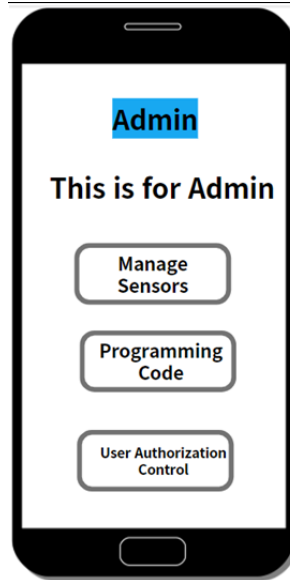 Admin
This is for Admin
Manage
Sensors
Programming
Code
User Authorization
Control